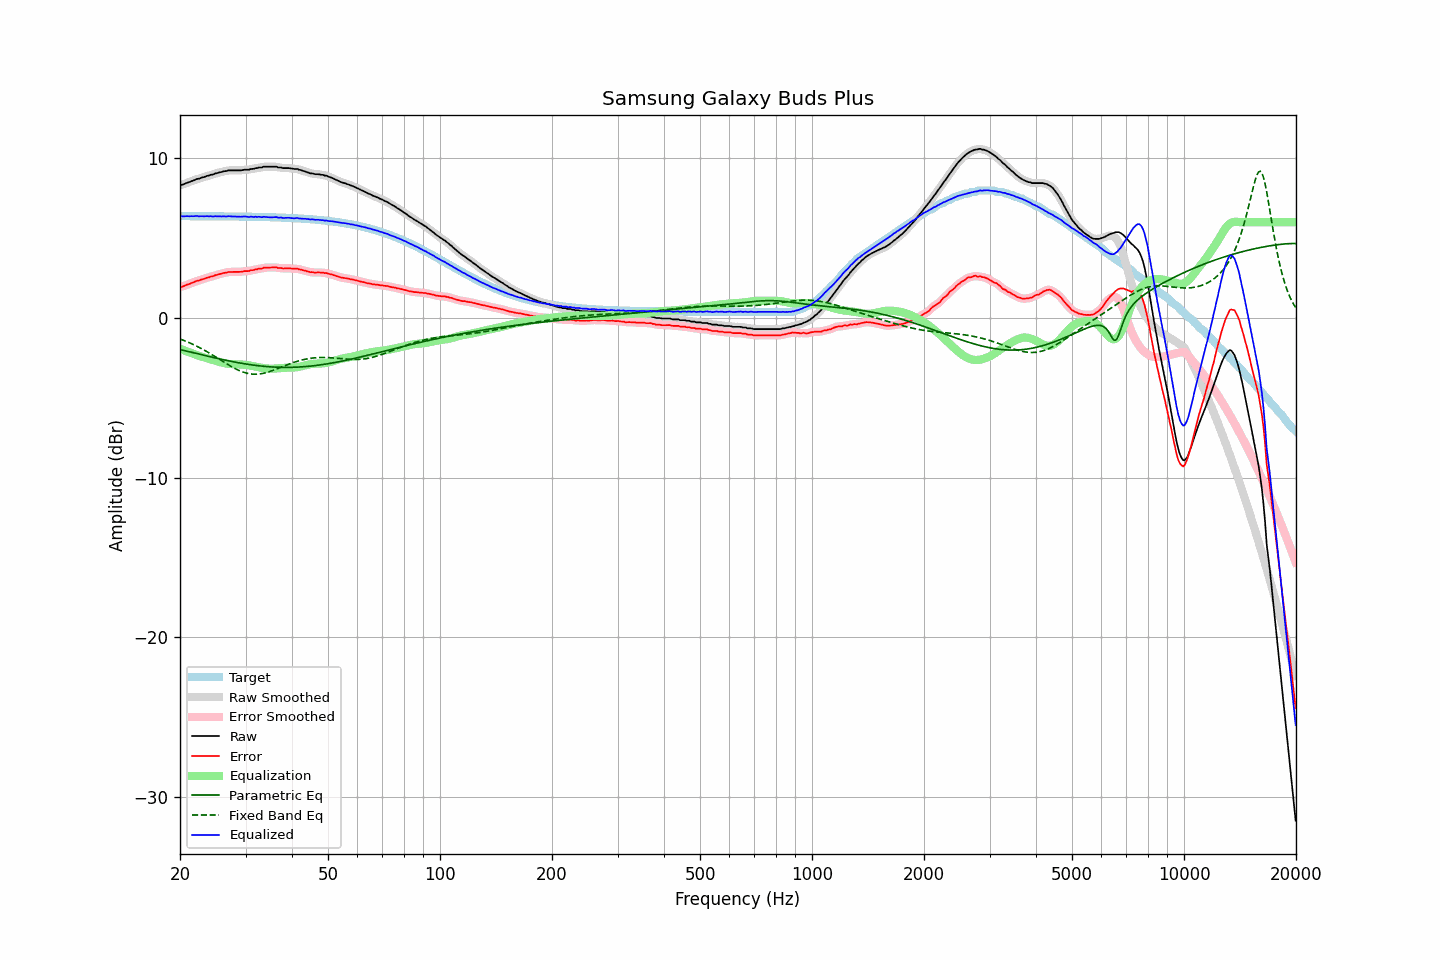 Samsung Galaxy Buds Plus
Amplitude (dBr)
10
0
−10
−20
−30
Target
Raw Smoothed
Error Smoothed
Raw
Error
Equalization
Parametric Eq
Fixed Band Eq
Equalized
20 50 100 200 500 1000 2000 5000 10000 20000
Frequency (Hz)